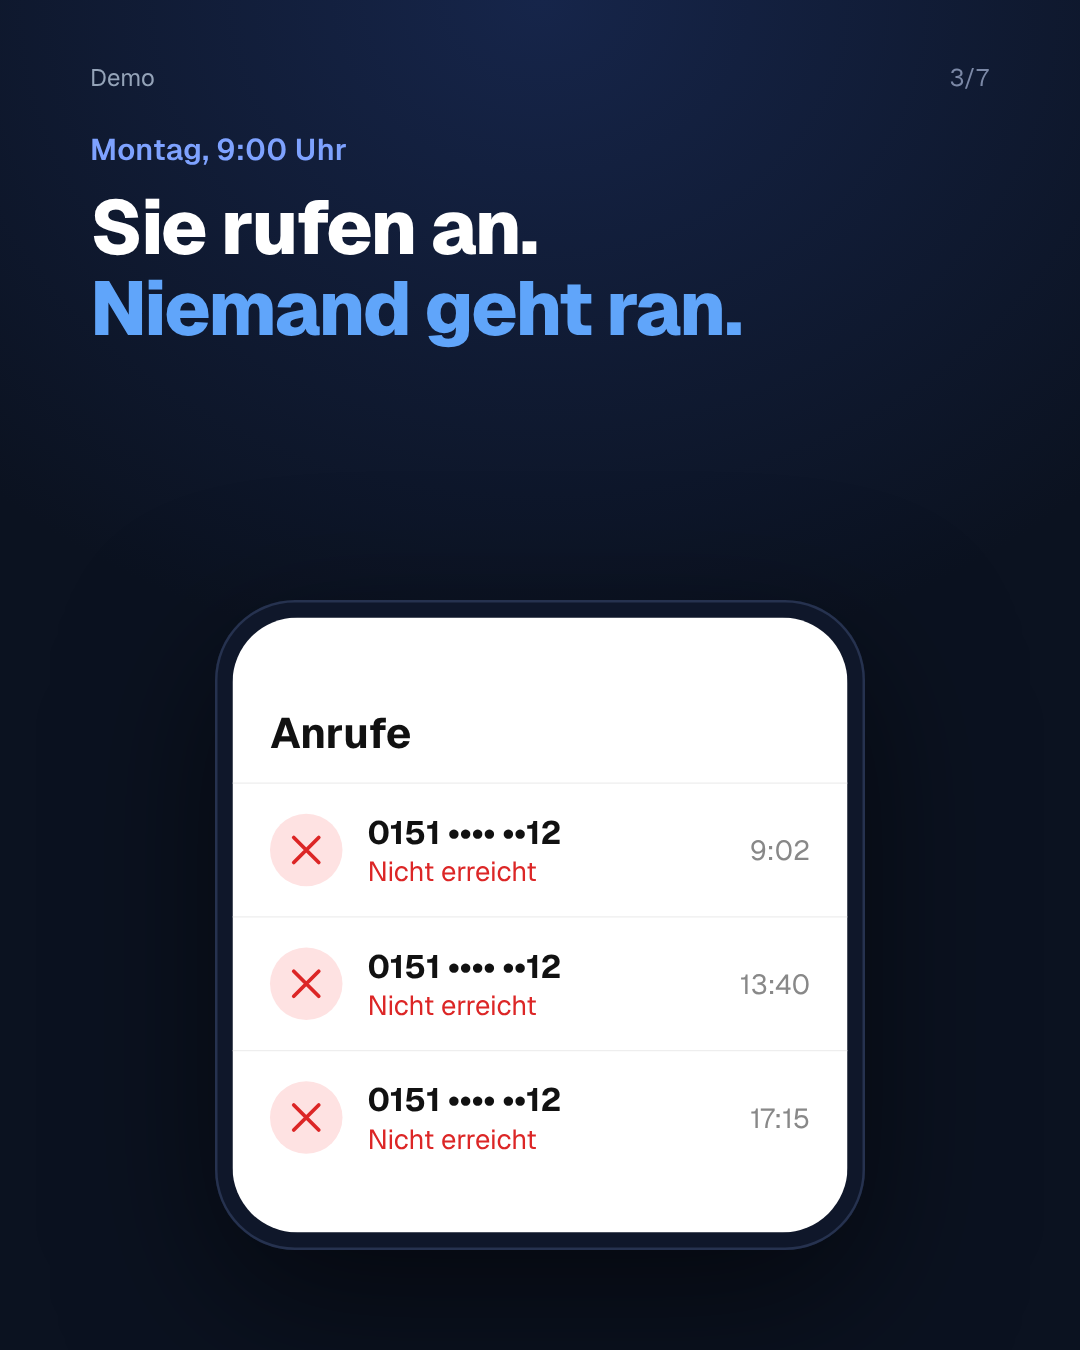 Demo
3/7
Montag, 9:00 Uhr
Sie rufen an.
Niemand geht ran.
Anrufe
0151 •••• ••12
Nicht erreicht
9:02
0151 •••• ••12
Nicht erreicht
13:40
0151 •••• ••12
Nicht erreicht
17:15